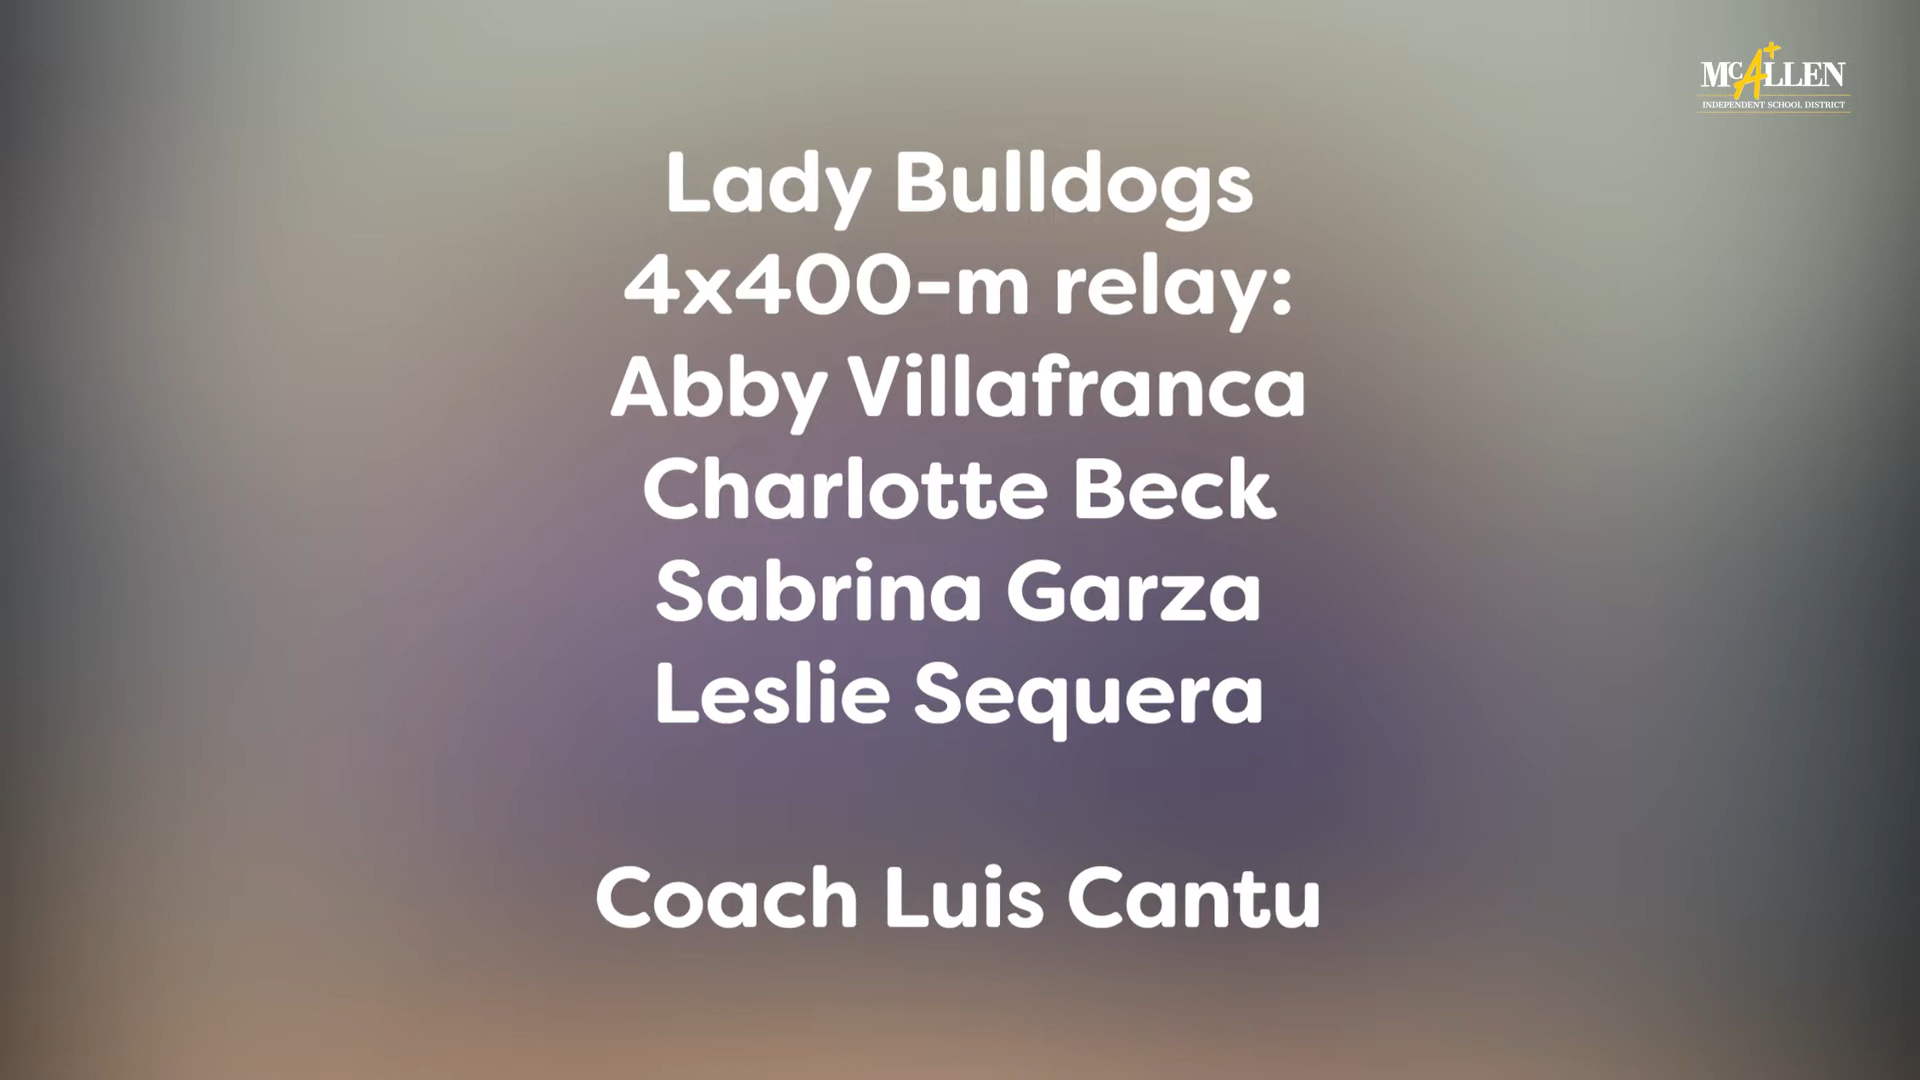 McALLEN
INDEPENDENT SCHOOL DISTRICT
Lady Bulldogs
4x400-m relay:
Abby Villafranca
Charlotte Beck
Sabrina Garza
Leslie Sequera
Coach Luis Cantu